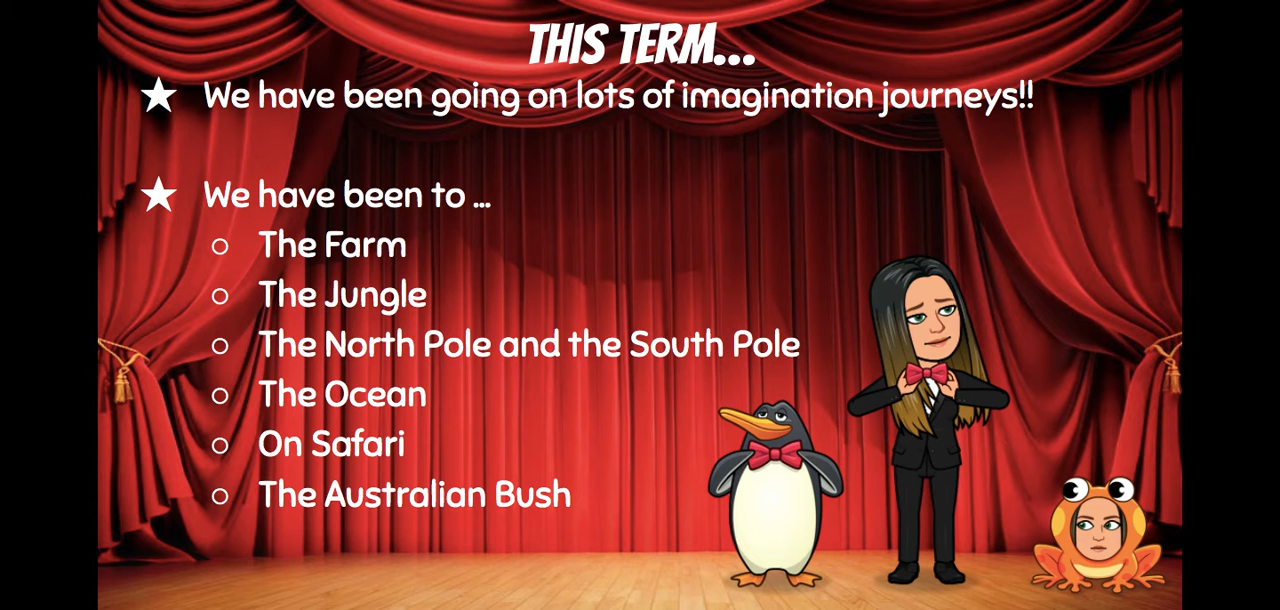 THIS TERM...
We have been going on lots of imagination journeys!!
We have been to ...
The Farm
The Jungle
The North Pole and the South Pole
The Ocean
On Safari
The Australian Bush